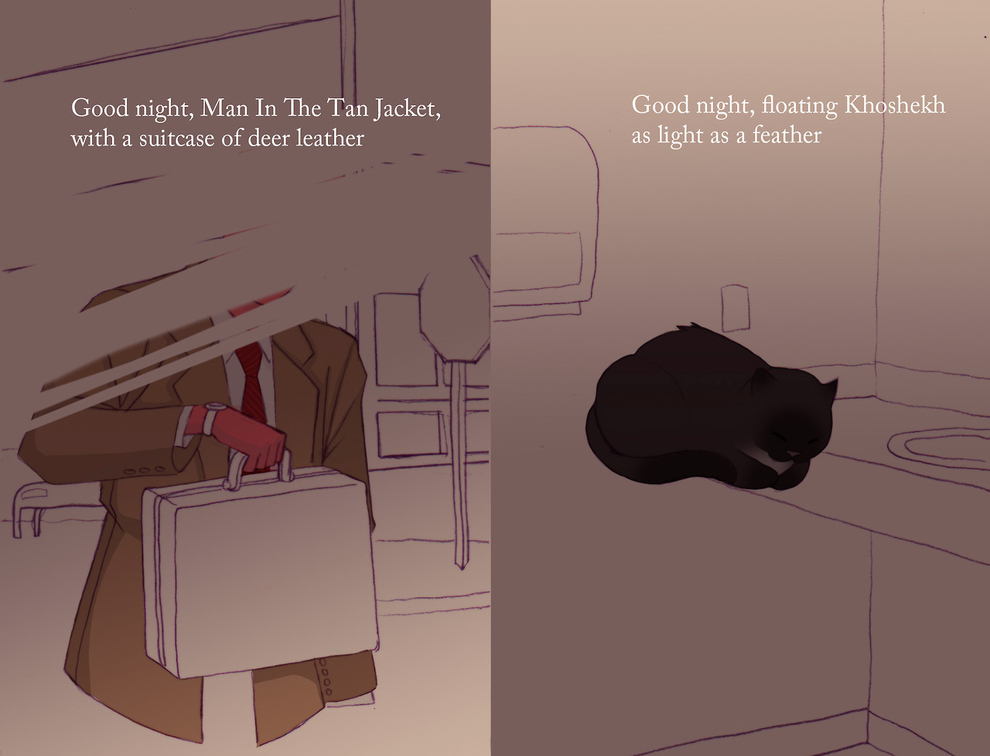 Good night, Man In The Tan Jacket,
with a suitcase of deer leather
Good night, floating Khoshekh
as light as a feather